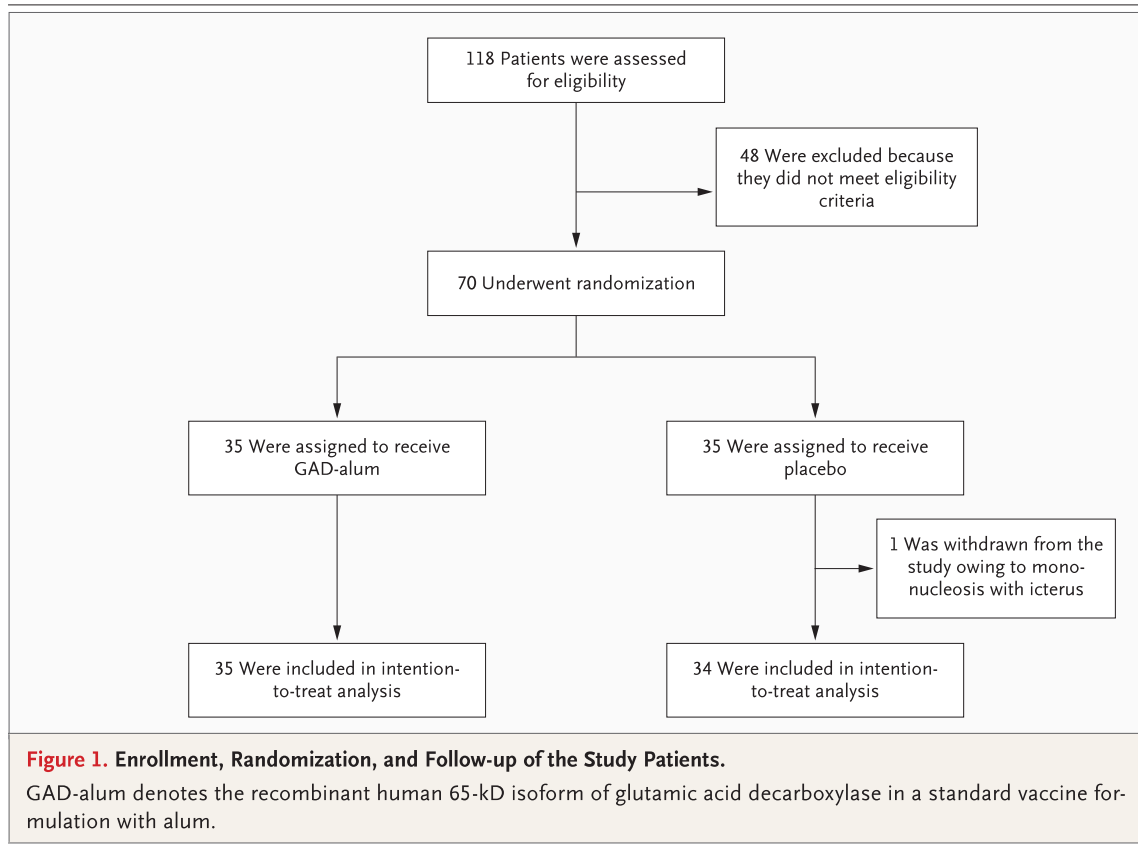 118 Patients were assessed
for eligibility
48 Were excluded because
they did not meet eligibility
criteria
70 Underwent randomization
35 Were assigned to receive
GAD-alum
35 Were assigned to receive
placebo
1 Was withdrawn from the
study owing to mono-
nucleosis with icterus
35 Were included in intention-
to-treat analysis
34 Were included in intention-
to-treat analysis
Figure 1. Enrollment, Randomization, and Follow-up of the Study Patients.
GAD-alum denotes the recombinant human 65-kD isoform of glutamic acid decarboxylase in a standard vaccine for-
mulation with alum.